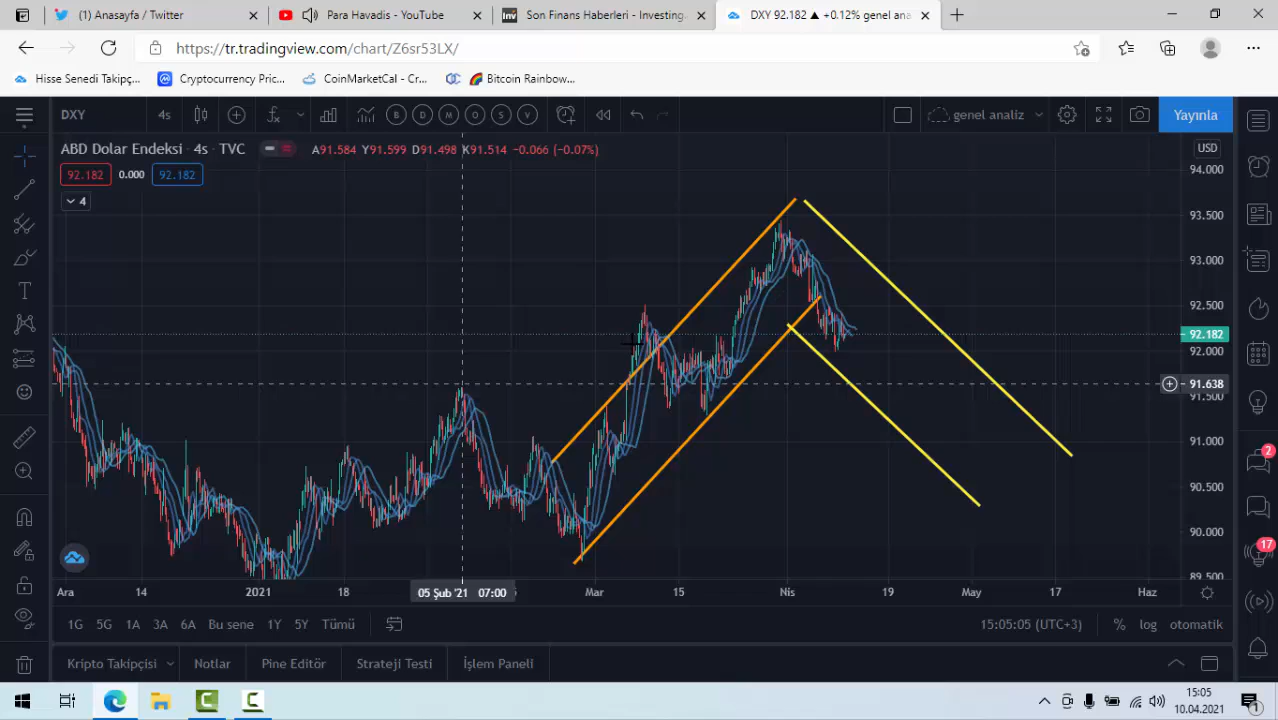 Anasayfa / Twitter
Para Havadis - YouTube
Inv
Son Finans Haberleri - Investing.
DXY 92.182 ▲ +0.12% genel ana
https://tr.tradingview.com/chart/Z6sr53LX/
Hisse Senedi Takipç...
Cryptocurrency Pric...
CoinMarketCal - Cr...
Bitcoin Rainbow...
DXY
4s
B
D
M
O
S
V
genel analiz
Yayınla
ABD Dolar Endeksi · 4s · TVC
A91.584 Y91.599 D91.498 K91.514 -0.066 (-0.07%)
USD
92.182
0.000
92.182
4
94.000
93.500
93.000
92.500
92.182
92.000
91.638
91.500
91.000
90.500
90.000
89.500
2
17
Ara
14
2021
18
05 Şub '21 07:00
Mar
15
Nis
19
May
17
Haz
1G
5G
1A
3A
6A
Bu sene
1Y
5Y
Tümü
15:05:05 (UTC+3)
%
log
otomatik
Kripto Takipçisi
Notlar
Pine Editör
Strateji Testi
İşlem Paneli
15:05
10.04.2021
1